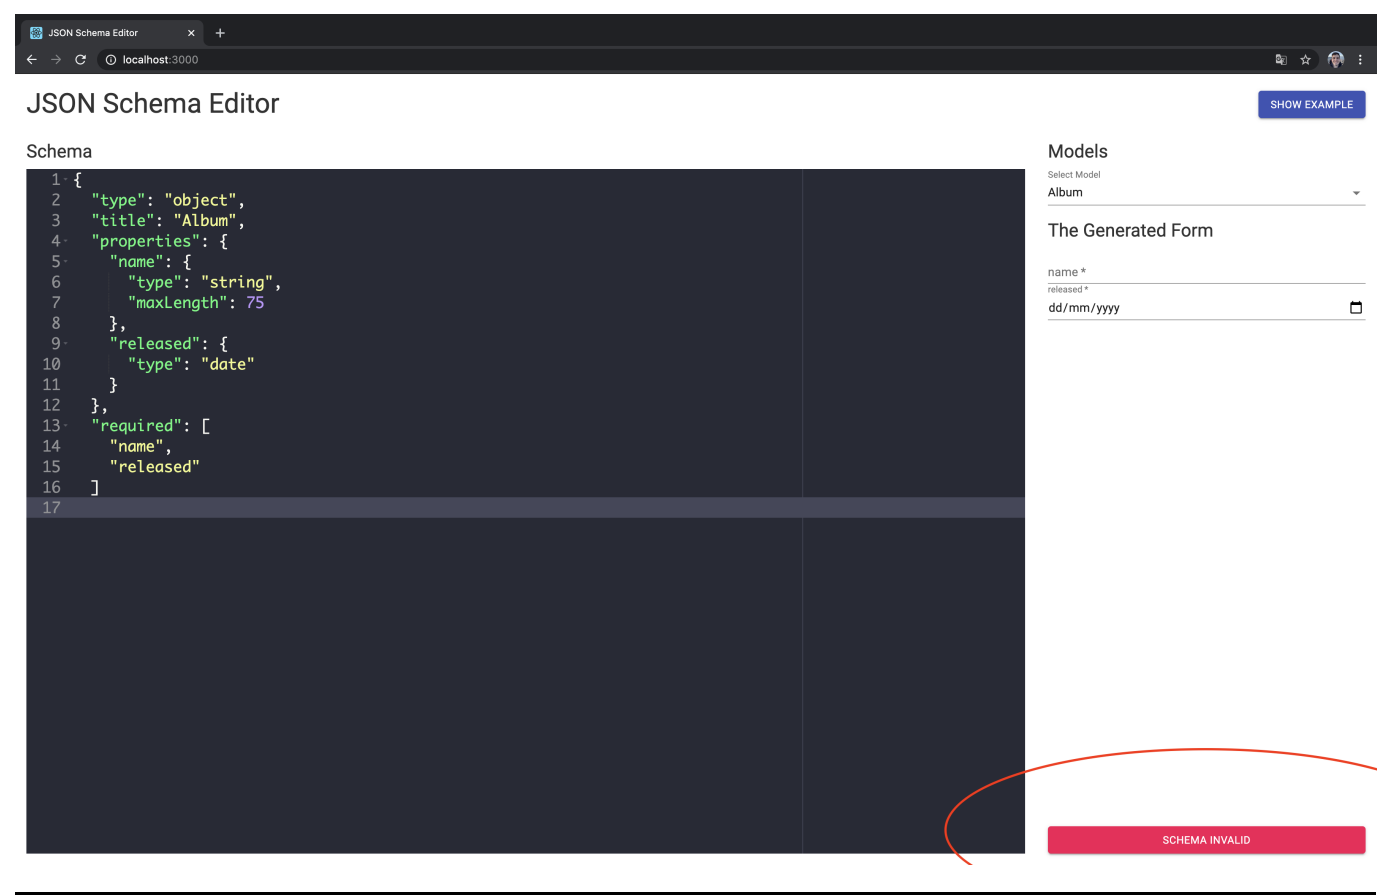 JSON Schema Editor
localhost:3000
JSON Schema Editor
SHOW EXAMPLE
Schema
1 {
2 "type": "object",
3 "title": "Album",
4 "properties": {
5 "name": {
6 "type": "string",
7 "maxLength": 75
8 },
9 "released": {
10 "type": "date"
11 }
12 },
13 "required": [
14 "name",
15 "released"
16 ]
17
Models
Select Model
Album
The Generated Form
name *
released *
dd/mm/yyyy
SCHEMA INVALID